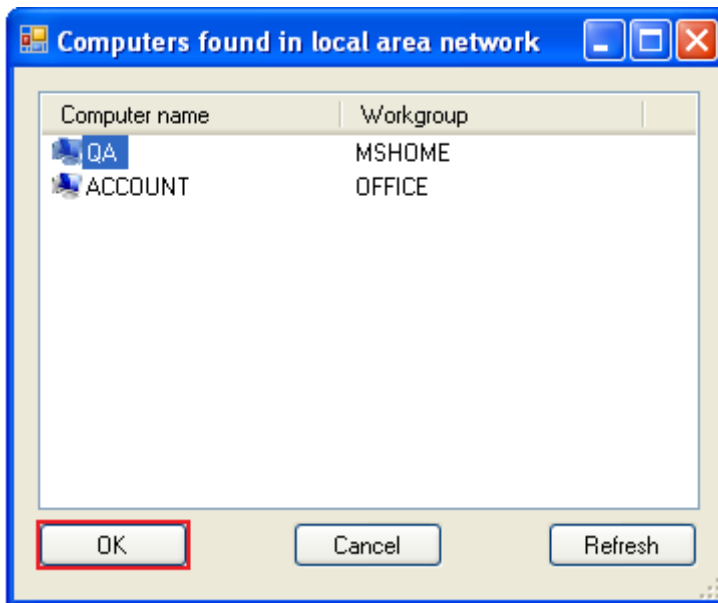 Computers found in local area network
Computer name Workgroup
QA MSHOME
ACCOUNT OFFICE
OK Cancel Refresh